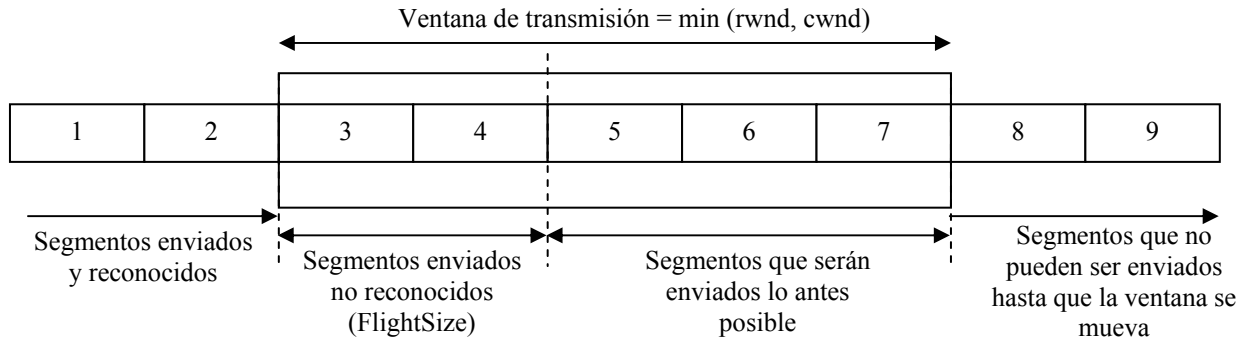 Ventana de transmisión = min (rwnd, cwnd)
1 2 3 4 5 6 7 8 9
Segmentos enviados
y reconocidos
Segmentos enviados
no reconocidos
(FlightSize)
Segmentos que serán
enviados lo antes
posible
Segmentos que no
pueden ser enviados
hasta que la ventana se
mueva